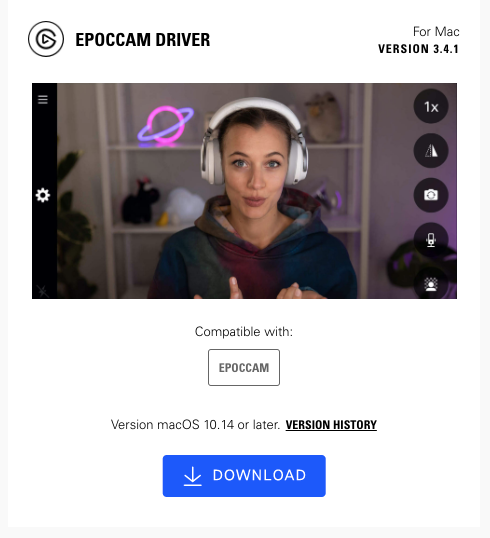 EPOCCAM DRIVER
For Mac
VERSION 3.4.1
1x
Compatible with:
EPOCCAM
Version macOS 10.14 or later. VERSION HISTORY
DOWNLOAD